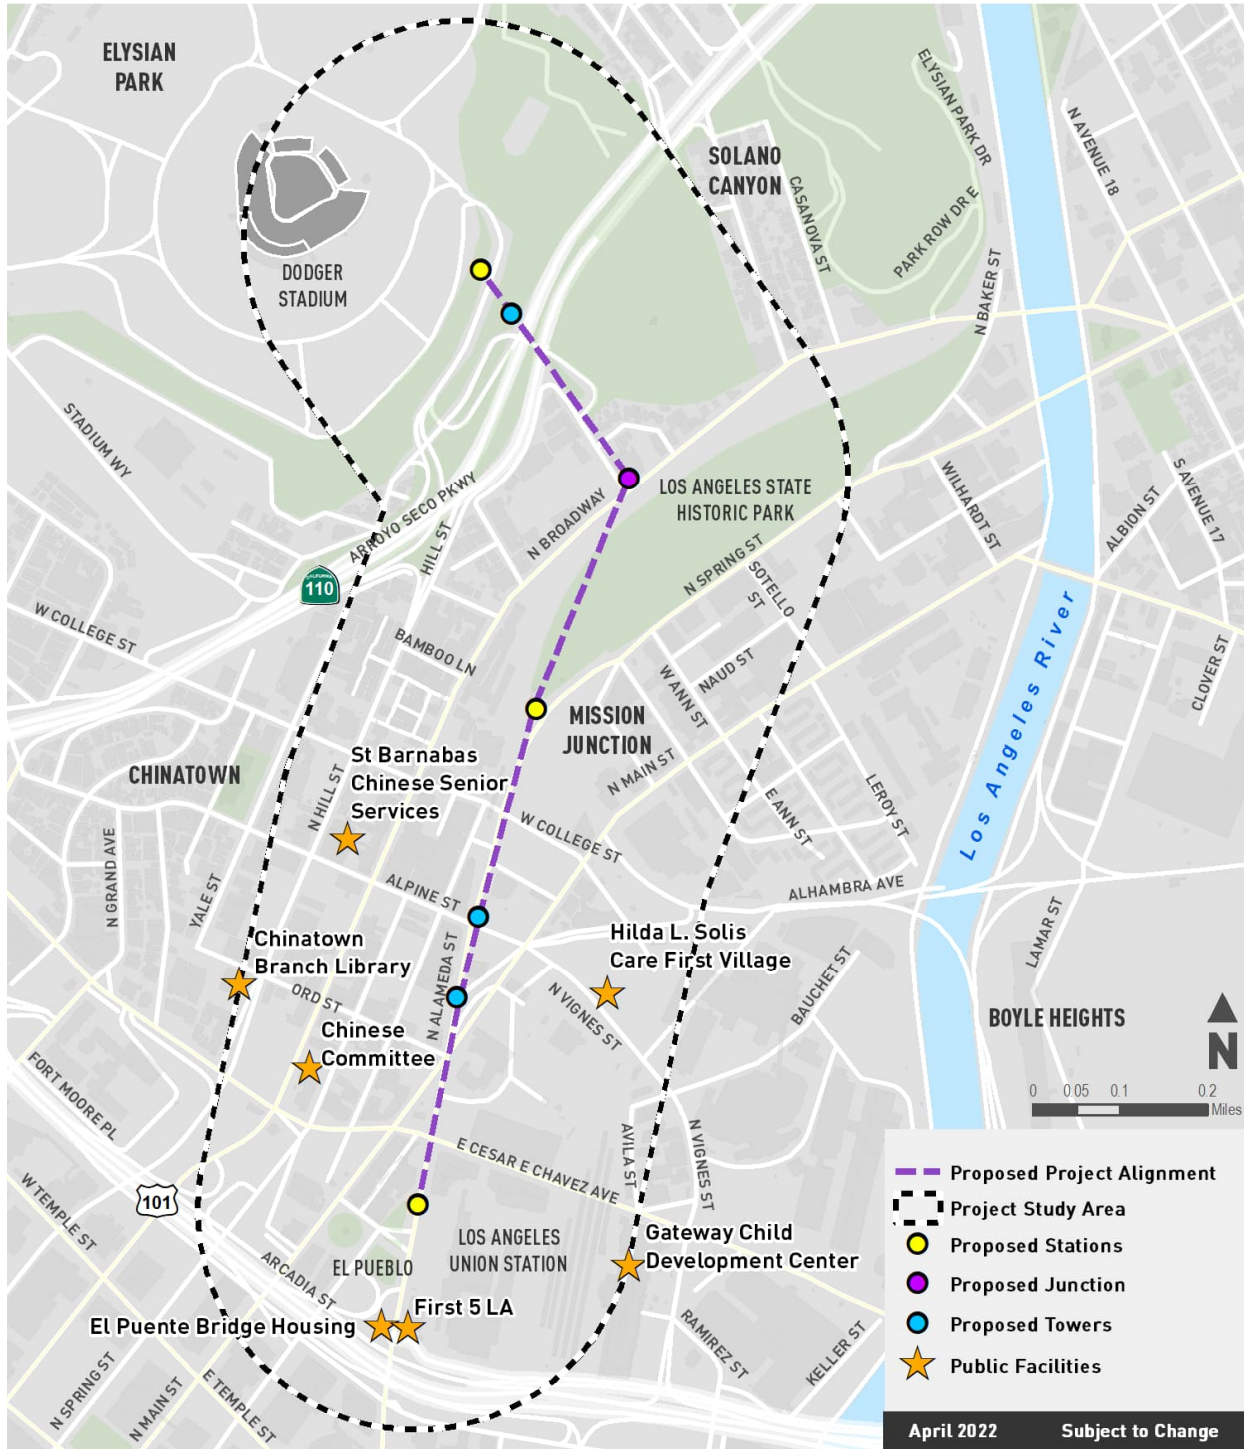 ELYSIAN
PARK
ELYSIAN PARK DR
N AVENUE 18
SOLANO
CANYON
CASANOVA ST
PARK ROW DR E
DODGER
STADIUM
N BAKER ST
STADIUM WY
ARROYO SECO PKWY
HILL ST
N BROADWAY
LOS ANGELES STATE
HISTORIC PARK
WILHARDT ST
ALBION ST
S AVENUE 17
CALIFORNIA
110
N SPRING ST
SOTELLO
ST
W COLLEGE ST
BAMBOO LN
NAUD ST
W ANN ST
CLOVER ST
Los Angeles River
MISSION
JUNCTION
CHINATOWN
St Barnabas
Chinese Senior
Services
N HILL ST
N MAIN ST
E ANN ST
LEROY ST
W COLLEGE ST
N GRAND AVE
YALE ST
ALPINE ST
ALHAMBRA AVE
LAMAR ST
Chinatown
Branch Library
Hilda L. Solis
Care First Village
ORD ST
N ALAMEDA ST
N VIGNES ST
BAUCHET ST
BOYLE HEIGHTS
N
Chinese
Committee
FORT MOORE PL
0 0.05 0.1 0.2
Miles
E CESAR E CHAVEZ AVE
AVILA ST
N VIGNES ST
W TEMPLE ST
101
LOS ANGELES
UNION STATION
Gateway Child
Development Center
ARCADIA ST
EL PUEBLO
First 5 LA
El Puente Bridge Housing
RAMIREZ ST
KELLER ST
N SPRING ST
N MAIN ST
E TEMPLE ST
Proposed Project Alignment
Project Study Area
Proposed Stations
Proposed Junction
Proposed Towers
Public Facilities
April 2022 Subject to Change